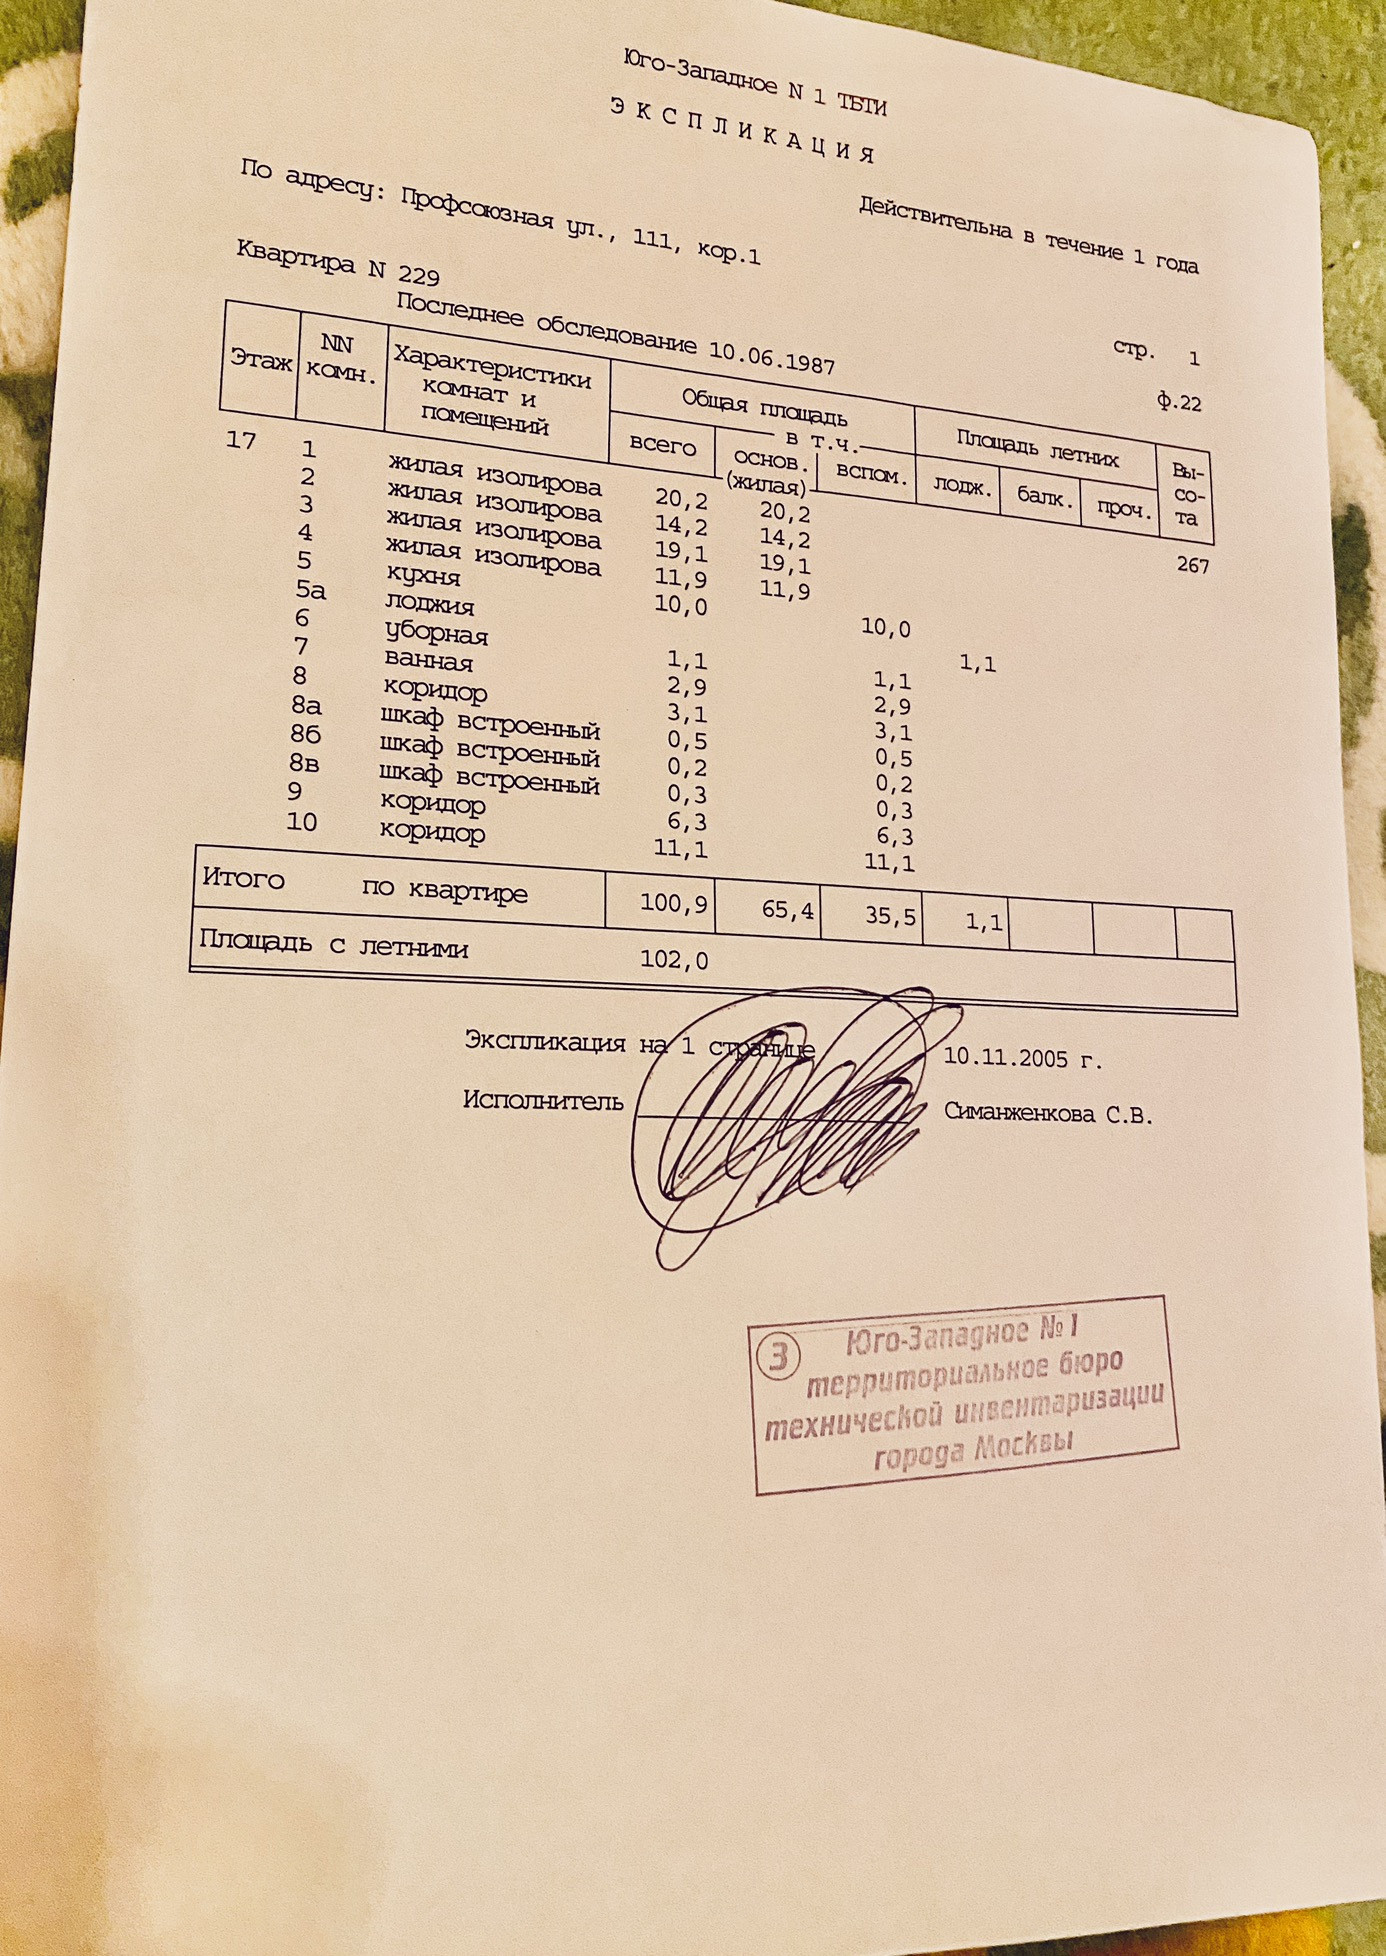 Юго-Западное N 1 ТБТИ
ЭКСПЛИКАЦИЯ
Действительна в течение 1 года
По адресу: Профсоюзная ул., 111, кор.1
Квартира N 229
Последнее обследование 10.06.1987
стр. 1
ф.22
Этаж NN комн. Характеристики комнат и помещений Общая площадь Площадь летних Вы-со-та
всего в т.ч. основ. (жилая) вспом. лодж. балк. проч.
17 1 жилая изолирова 20,2 20,2 267
2 жилая изолирова 14,2 14,2
3 жилая изолирова 19,1 19,1
4 жилая изолирова 11,9 11,9
5 кухня 10,0 10,0
5а лоджия 1,1
6 уборная 1,1 1,1
7 ванная 2,9 2,9
8 коридор 3,1 3,1
8а шкаф встроенный 0,5 0,5
8б шкаф встроенный 0,2 0,2
8в шкаф встроенный 0,3 0,3
9 коридор 6,3 6,3
10 коридор 11,1 11,1
Итого по квартире 100,9 65,4 35,5 1,1
Площадь с летними 102,0
Экспликация на 1 странице 10.11.2005 г.
Исполнитель Симанженкова С.В.
3 Юго-Западное №1
территориальное бюро
технической инвентаризации
города Москвы